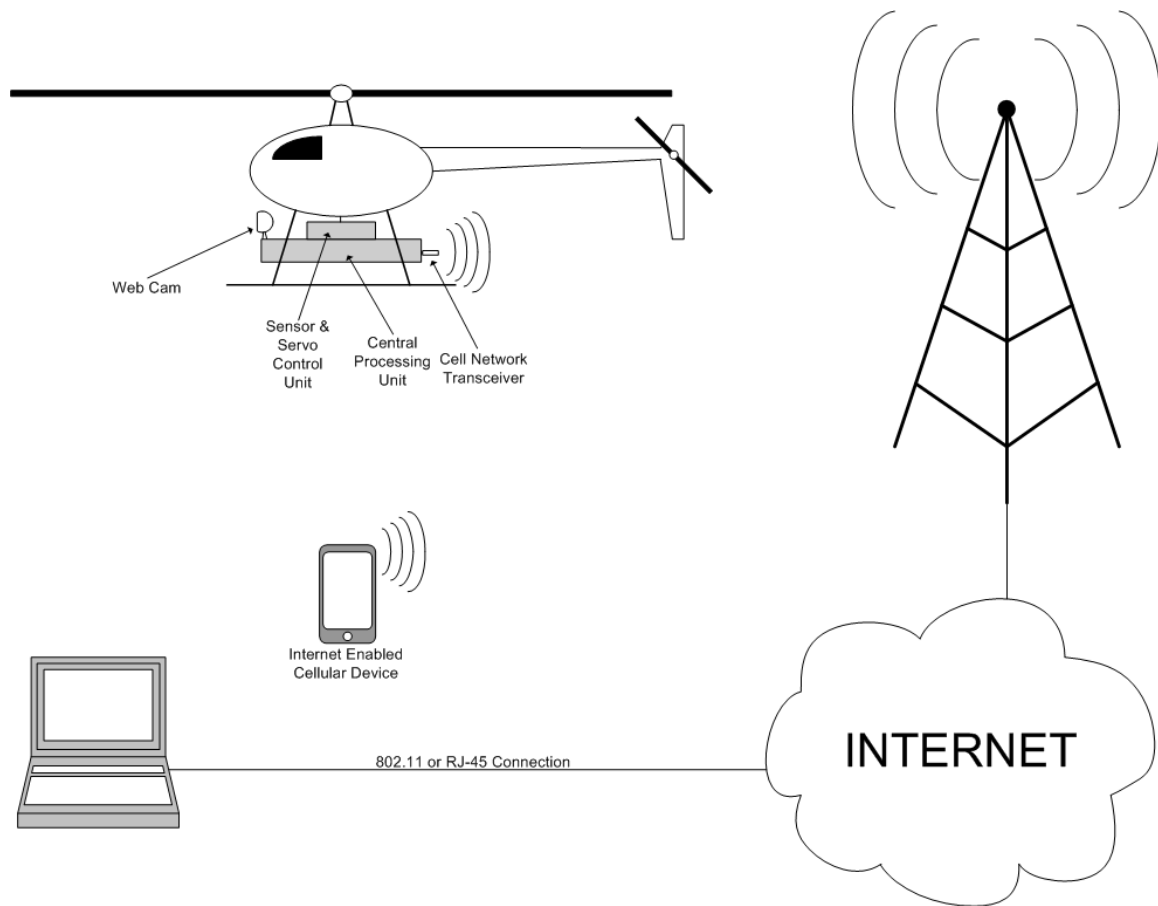 Web Cam
Sensor &
Servo
Control
Unit
Central
Processing
Unit
Cell Network
Transceiver
Internet Enabled
Cellular Device
802.11 or RJ-45 Connection
INTERNET